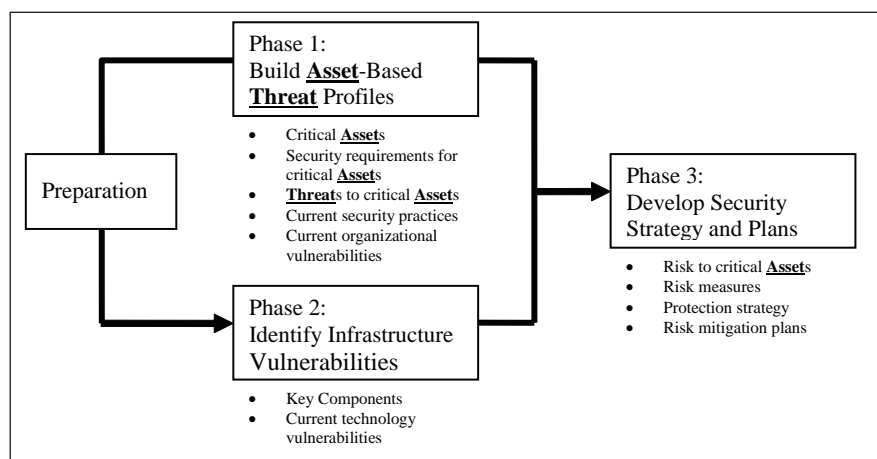 Preparation
Phase 1:
Build Asset-Based
Threat Profiles
• Critical Assets
• Security requirements for
critical Assets
• Threats to critical Assets
• Current security practices
• Current organizational
vulnerabilities
Phase 2:
Identify Infrastructure
Vulnerabilities
• Key Components
• Current technology
vulnerabilities
Phase 3:
Develop Security
Strategy and Plans
• Risk to critical Assets
• Risk measures
• Protection strategy
• Risk mitigation plans